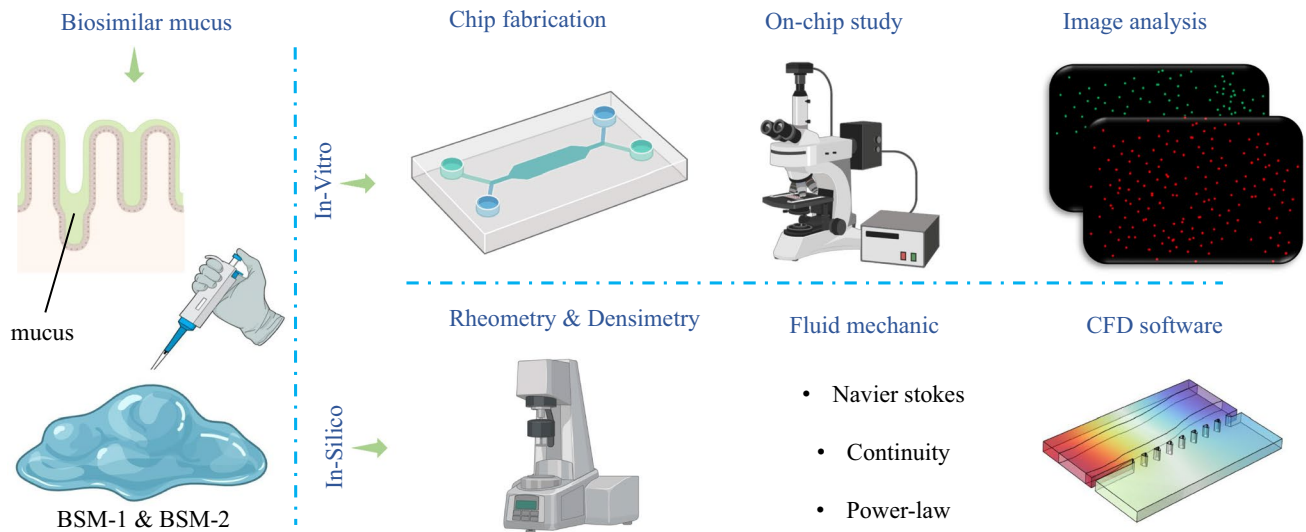 Biosimilar mucus
mucus
BSM-1 & BSM-2
In-Vitro
Chip fabrication
On-chip study
Image analysis
In-Silico
Rheometry & Densimetry
Fluid mechanic
• Navier stokes
• Continuity
• Power-law
CFD software